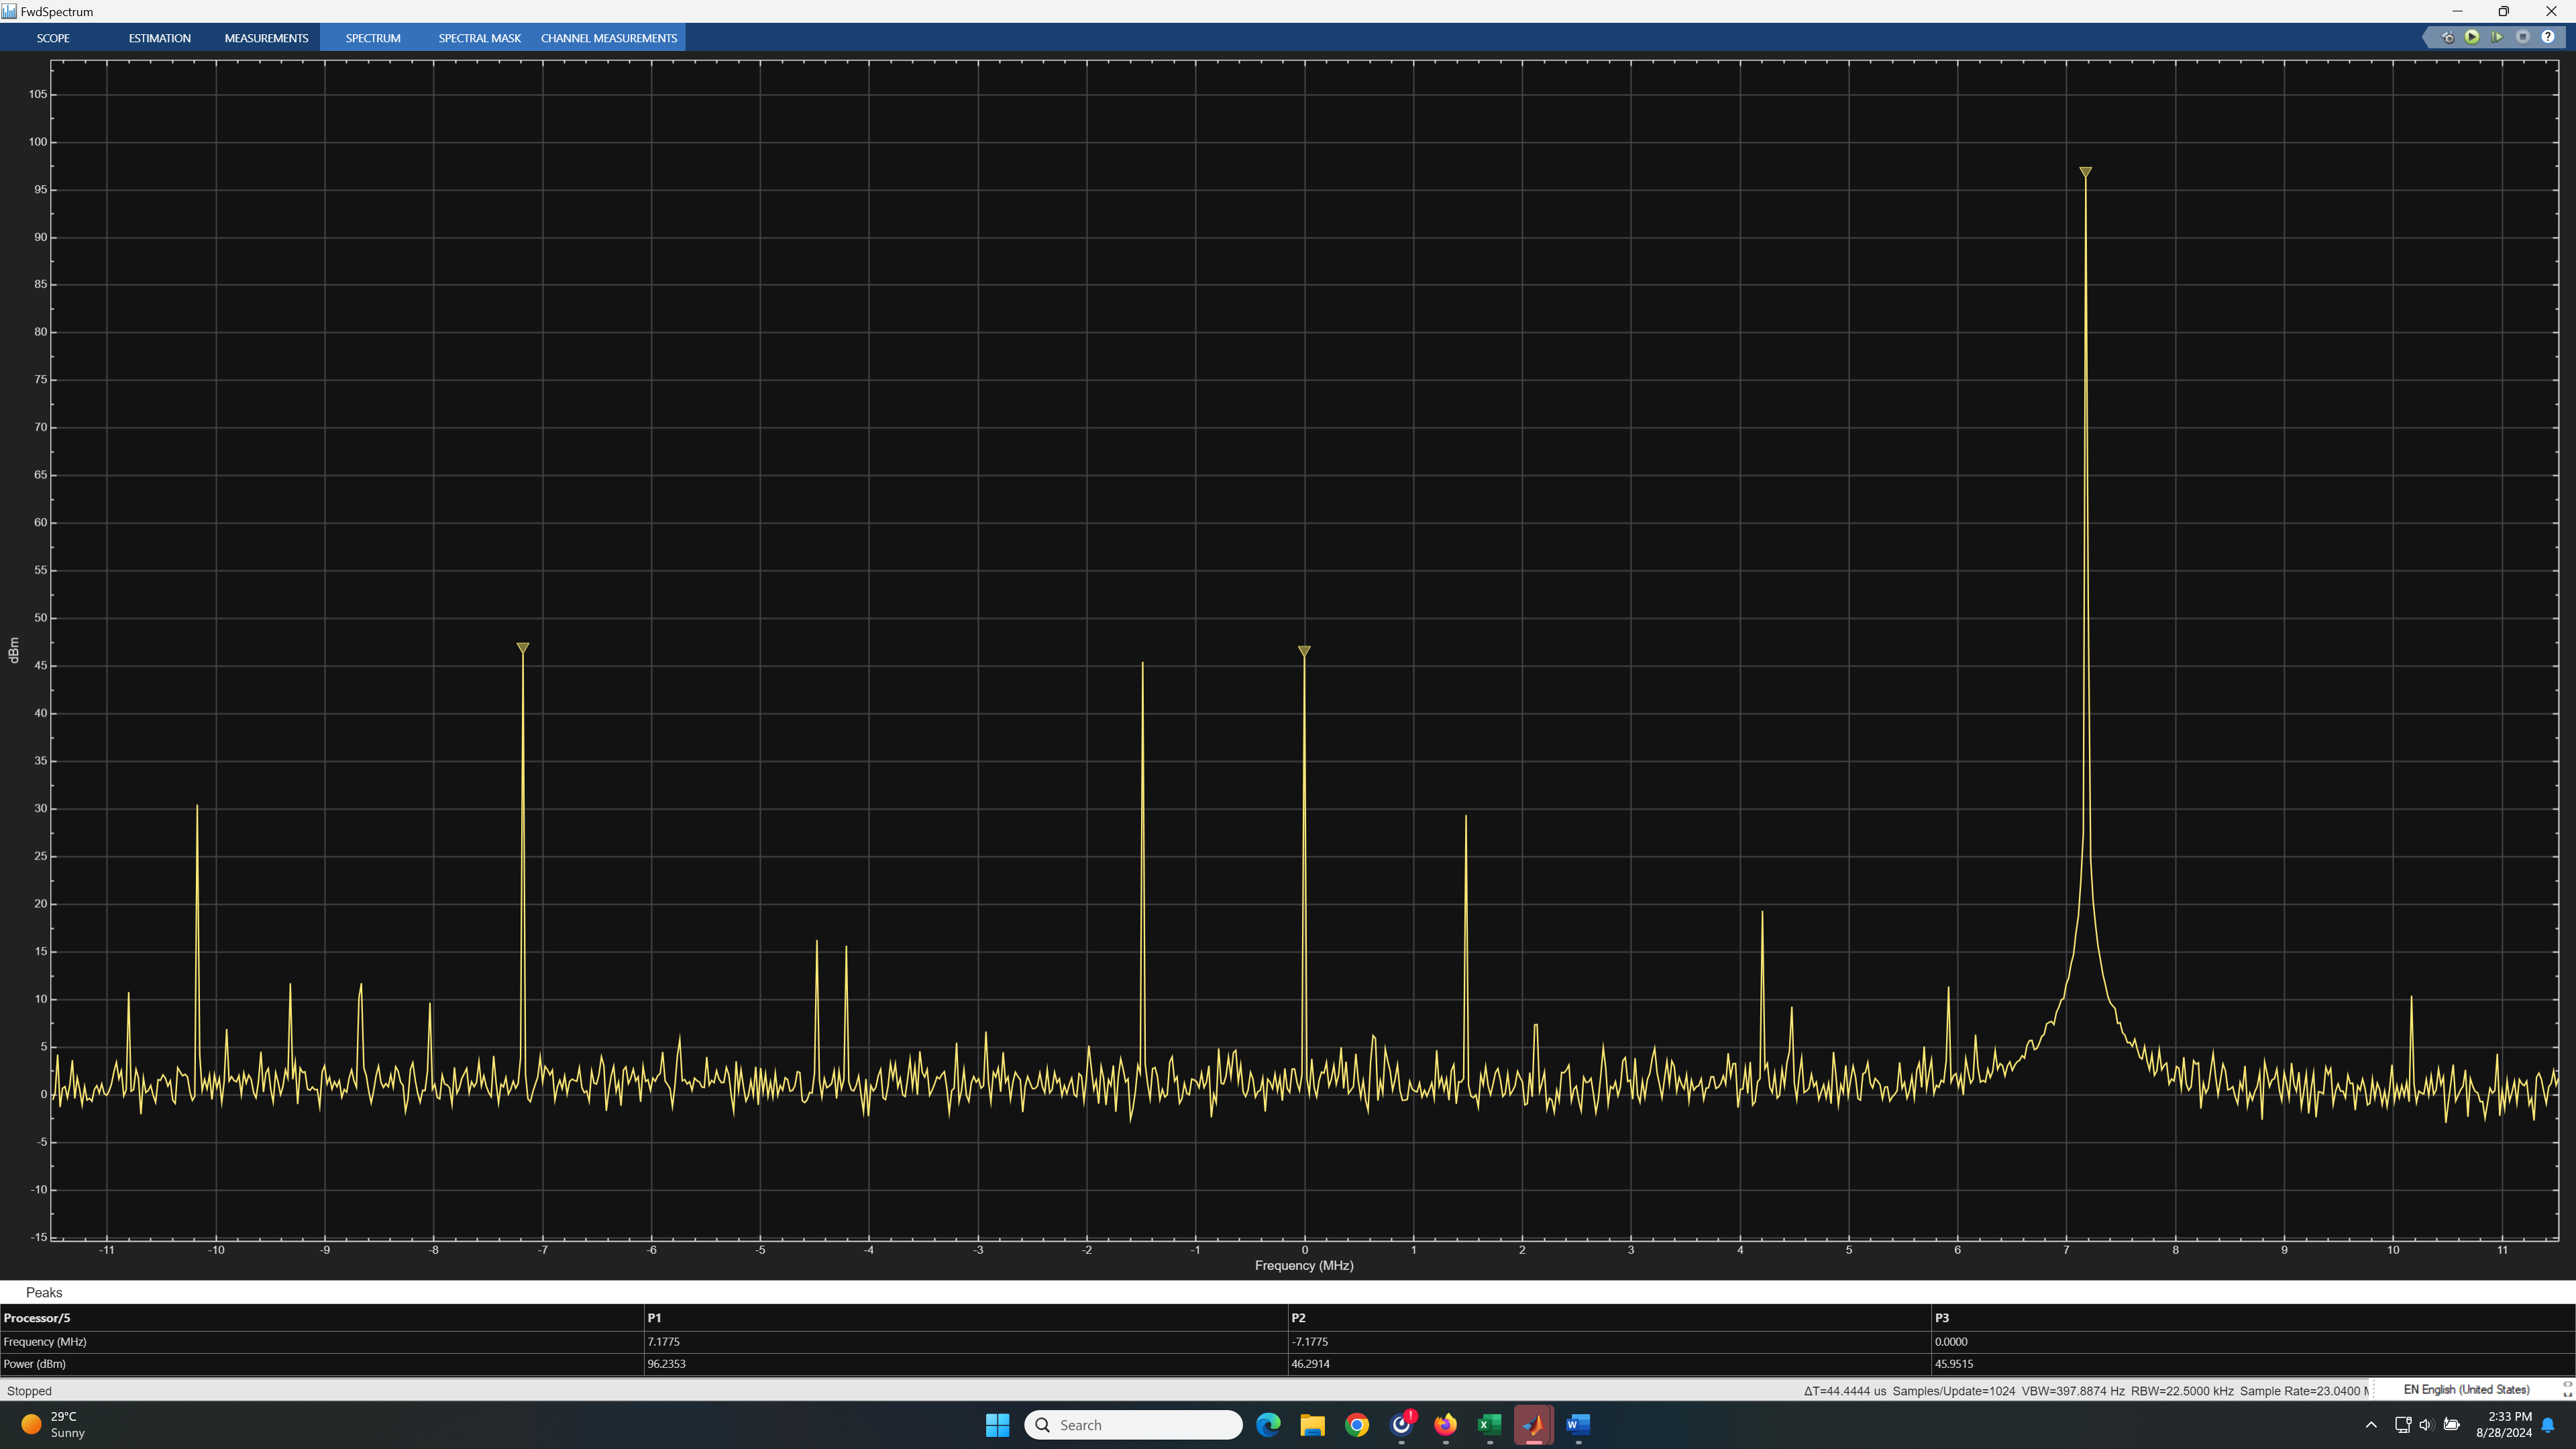 FwdSpectrum
SCOPE ESTIMATION MEASUREMENTS SPECTRUM SPECTRAL MASK CHANNEL MEASUREMENTS
105
100
95
90
85
80
75
70
65
60
55
50
45
40
35
30
25
20
15
10
5
0
-5
-10
-15
dBm
-11 -10 -9 -8 -7 -6 -5 -4 -3 -2 -1 0 1 2 3 4 5 6 7 8 9 10 11
Frequency (MHz)
Peaks
Processor/5 P1 P2 P3
Frequency (MHz) 7.1775 -7.1775 0.0000
Power (dBm) 96.2353 46.2914 45.9515
Stopped ΔT=44.4444 us Samples/Update=1024 VBW=397.8874 Hz RBW=22.5000 kHz Sample Rate=23.0400 EN English (United States)
29°C
Sunny
Search
2:33 PM
8/28/2024